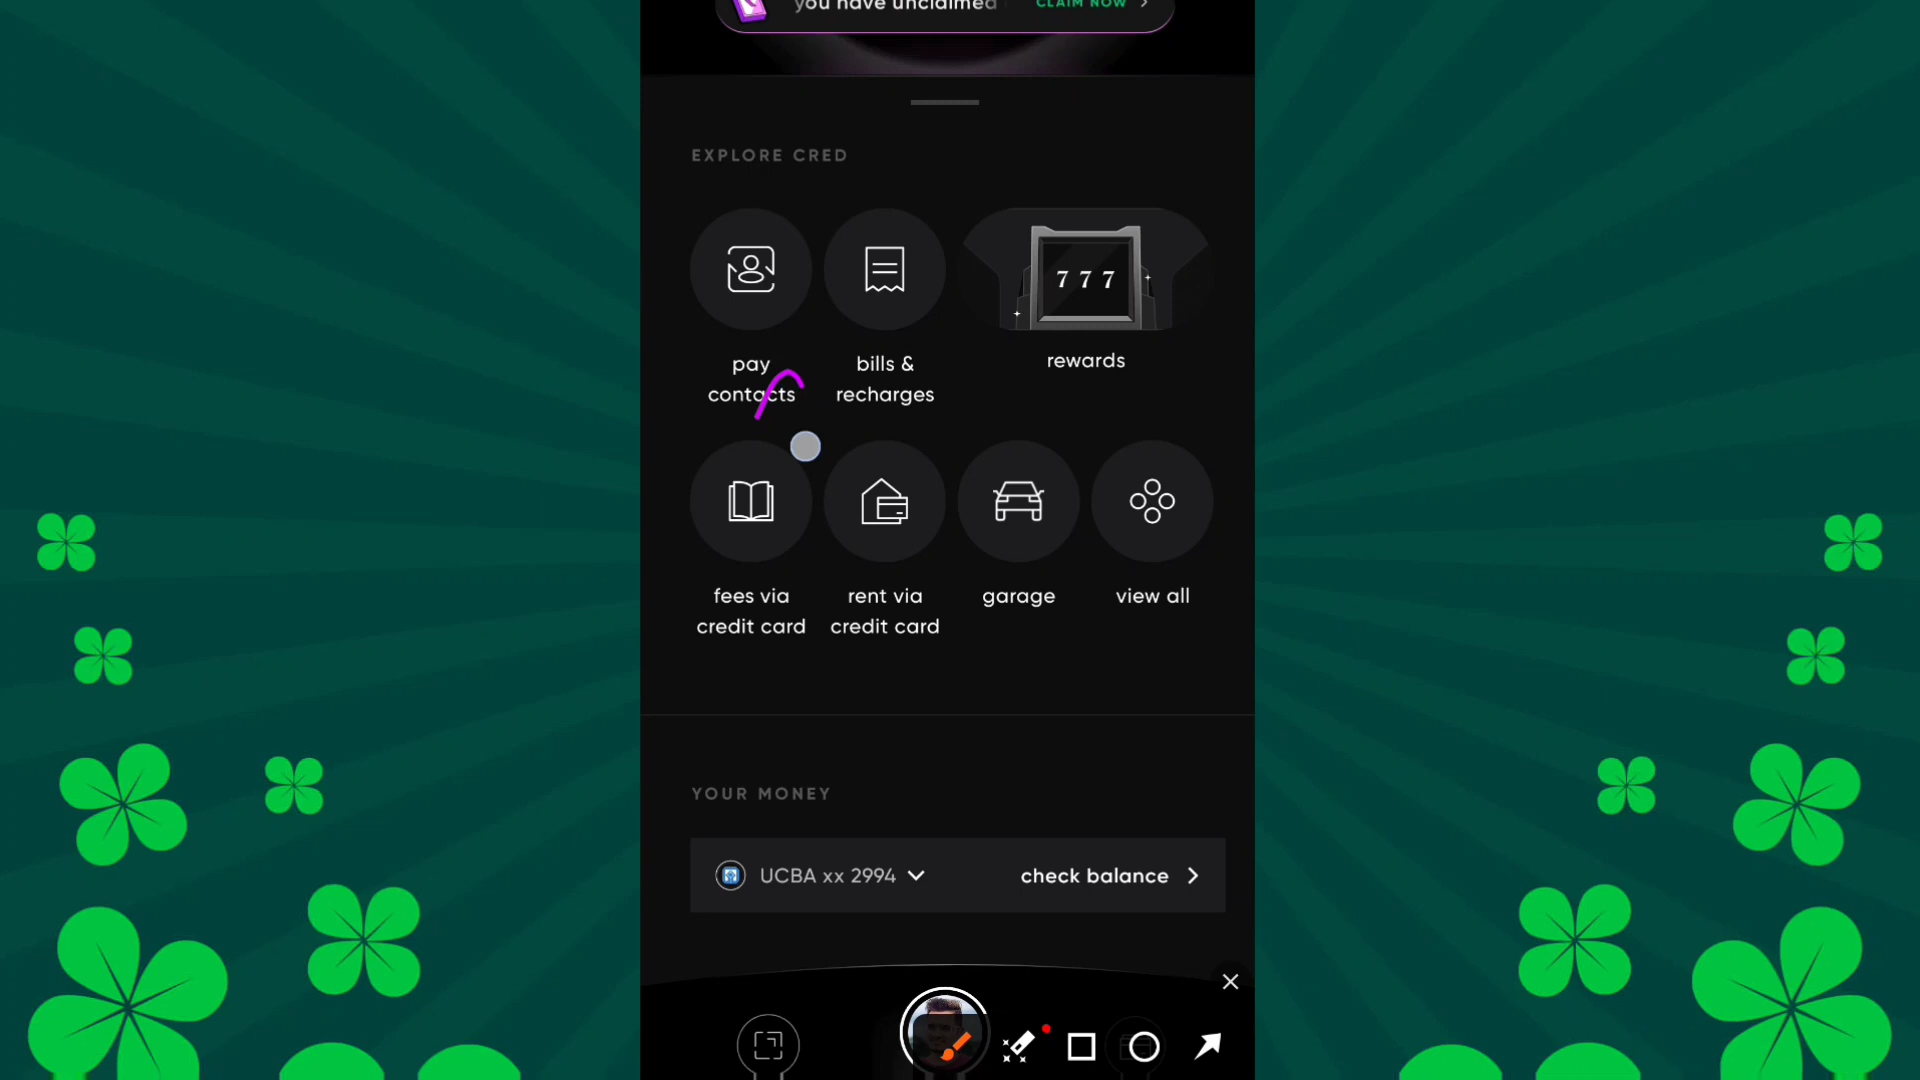 you have unclaimed
CLAIM NOW
EXPLORE CRED
777
pay
contacts
bills &
recharges
rewards
fees via
credit card
rent via
credit card
garage
view all
YOUR MONEY
UCBA xx 2994
check balance